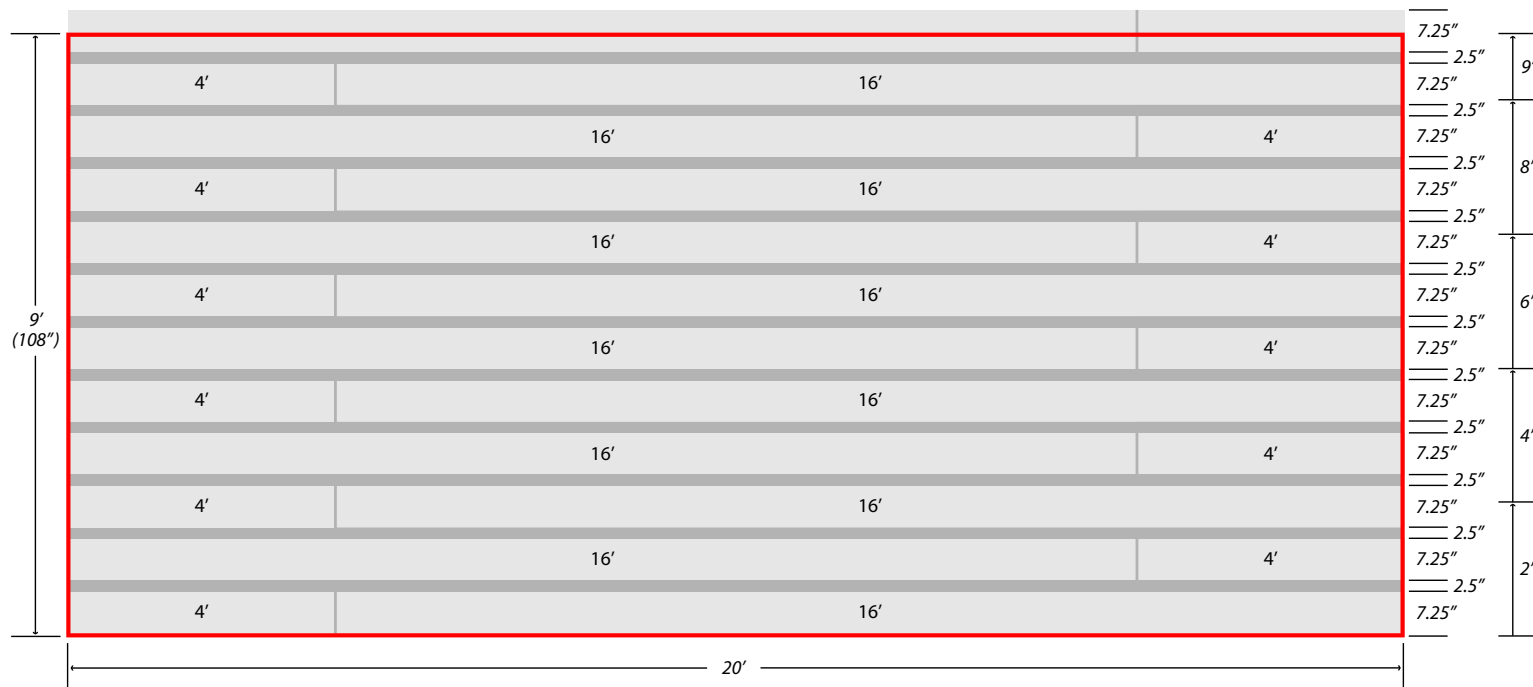 7.25″
2.5″
9′
4′ 16′ 7.25″
2.5″
16′ 4′ 7.25″
8′
2.5″
4′ 16′ 7.25″
2.5″
16′ 4′ 7.25″
2.5″
4′ 16′ 7.25″
6′
9′
(108″)
2.5″
16′ 4′ 7.25″
2.5″
4′ 16′ 7.25″
2.5″
4′
16′ 4′ 7.25″
2.5″
4′ 16′ 7.25″
2.5″
16′ 4′ 7.25″
2′
2.5″
4′ 16′ 7.25″
20′